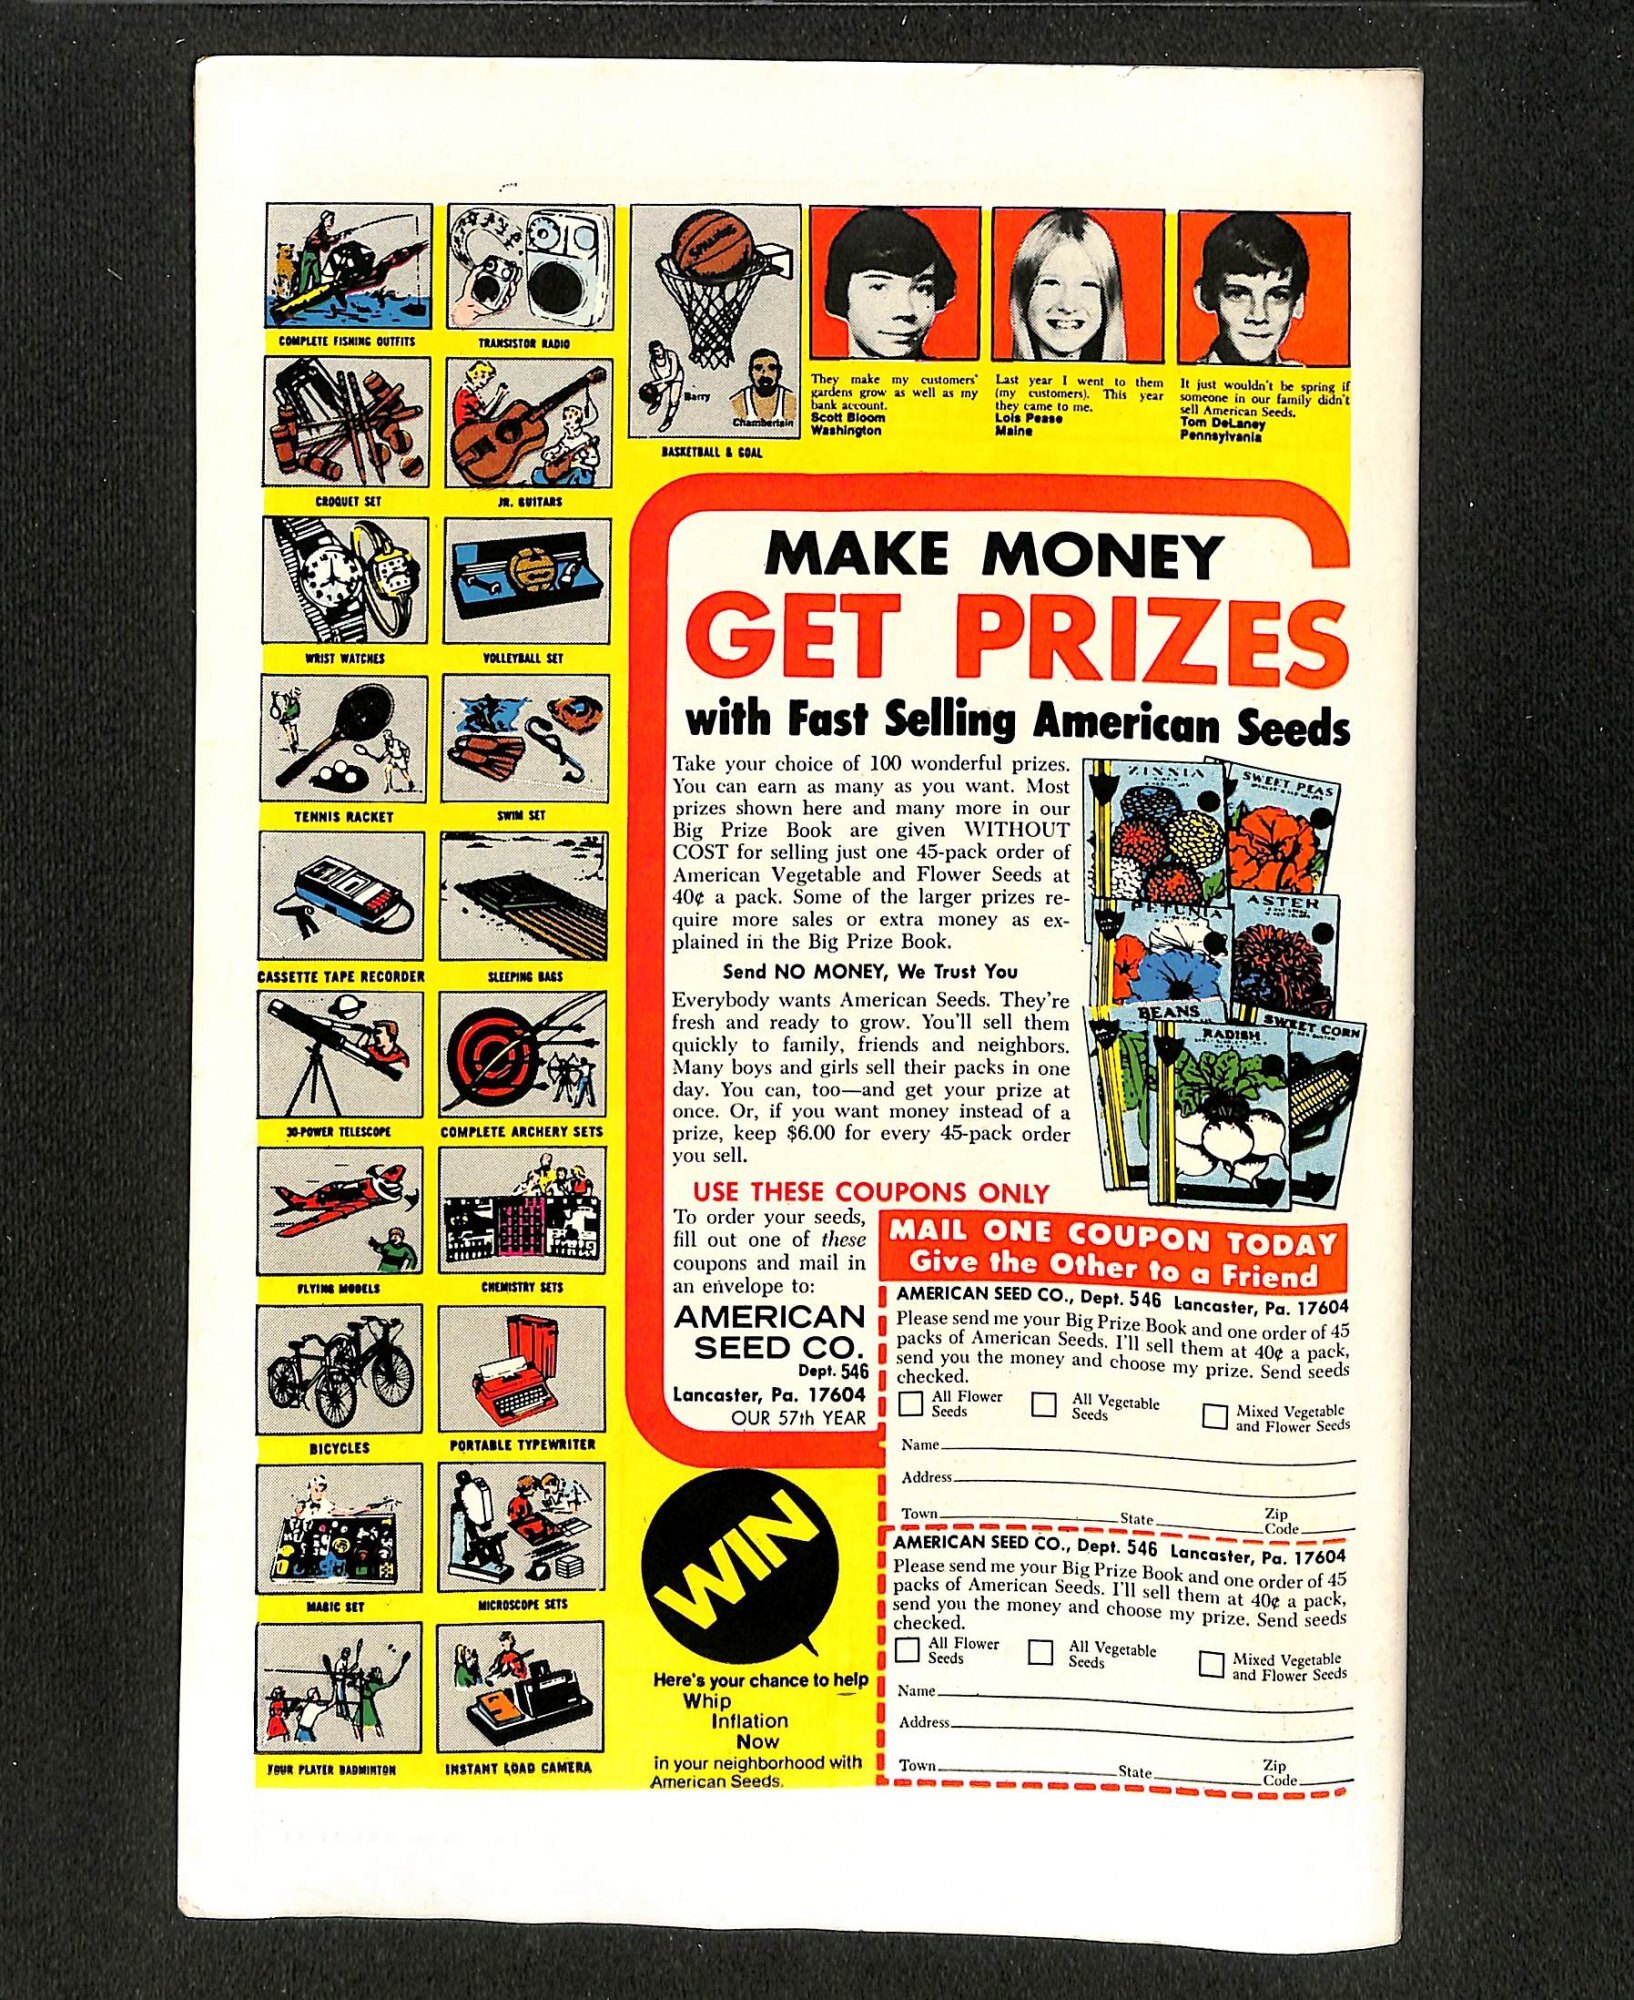 COMPLETE FISHING OUTFITS
TRANSISTOR RADIO
CROQUET SET
JR. GUITARS
WRIST WATCHES
VOLLEYBALL SET
TENNIS RACKET
SWIM SET
CASSETTE TAPE RECORDER
SLEEPING BAGS
30-POWER TELESCOPE
COMPLETE ARCHERY SETS
FLYING MODELS
CHEMISTRY SETS
BICYCLES
PORTABLE TYPEWRITER
MAGIC SET
MICROSCOPE SETS
FOUR PLAYER BADMINTON
INSTANT LOAD CAMERA
SPALDING
Barry
Chamberlain
BASKETBALL & GOAL
They make my customers'
gardens grow as well as my
bank account.
Scott Bloom
Washington
Last year I went to them
(my customers). This year
they came to me.
Lois Pease
Maine
It just wouldn't be spring if
someone in our family didn't
sell American Seeds.
Tom DeLaney
Pennsylvania
MAKE MONEY
GET PRIZES
with Fast Selling American Seeds
Take your choice of 100 wonderful prizes.
You can earn as many as you want. Most
prizes shown here and many more in our
Big Prize Book are given WITHOUT
COST for selling just one 45-pack order of
American Vegetable and Flower Seeds at
40¢ a pack. Some of the larger prizes re-
quire more sales or extra money as ex-
plained in the Big Prize Book.
Send NO MONEY, We Trust You
Everybody wants American Seeds. They're
fresh and ready to grow. You'll sell them
quickly to family, friends and neighbors.
Many boys and girls sell their packs in one
day. You can, too—and get your prize at
once. Or, if you want money instead of a
prize, keep $6.00 for every 45-pack order
you sell.
ZINNIA
SWEET PEAS
PETUNIA
ASTER
BEANS
RADISH
SWEET CORN
USE THESE COUPONS ONLY
To order your seeds,
fill out one of these
coupons and mail in
an envelope to:
AMERICAN
SEED CO.
Dept. 546
Lancaster, Pa. 17604
OUR 57th YEAR
MAIL ONE COUPON TODAY
Give the Other to a Friend
AMERICAN SEED CO., Dept. 546 Lancaster, Pa. 17604
Please send me your Big Prize Book and one order of 45
packs of American Seeds. I'll sell them at 40¢ a pack,
send you the money and choose my prize. Send seeds
checked.
All Flower
Seeds
All Vegetable
Seeds
Mixed Vegetable
and Flower Seeds
Name
Address
Town State Zip
Code
AMERICAN SEED CO., Dept. 546 Lancaster, Pa. 17604
Please send me your Big Prize Book and one order of 45
packs of American Seeds. I'll sell them at 40¢ a pack,
send you the money and choose my prize. Send seeds
checked.
All Flower
Seeds
All Vegetable
Seeds
Mixed Vegetable
and Flower Seeds
Name
Address
Town State Zip
Code
WIN
Here's your chance to help
Whip
Inflation
Now
in your neighborhood with
American Seeds.